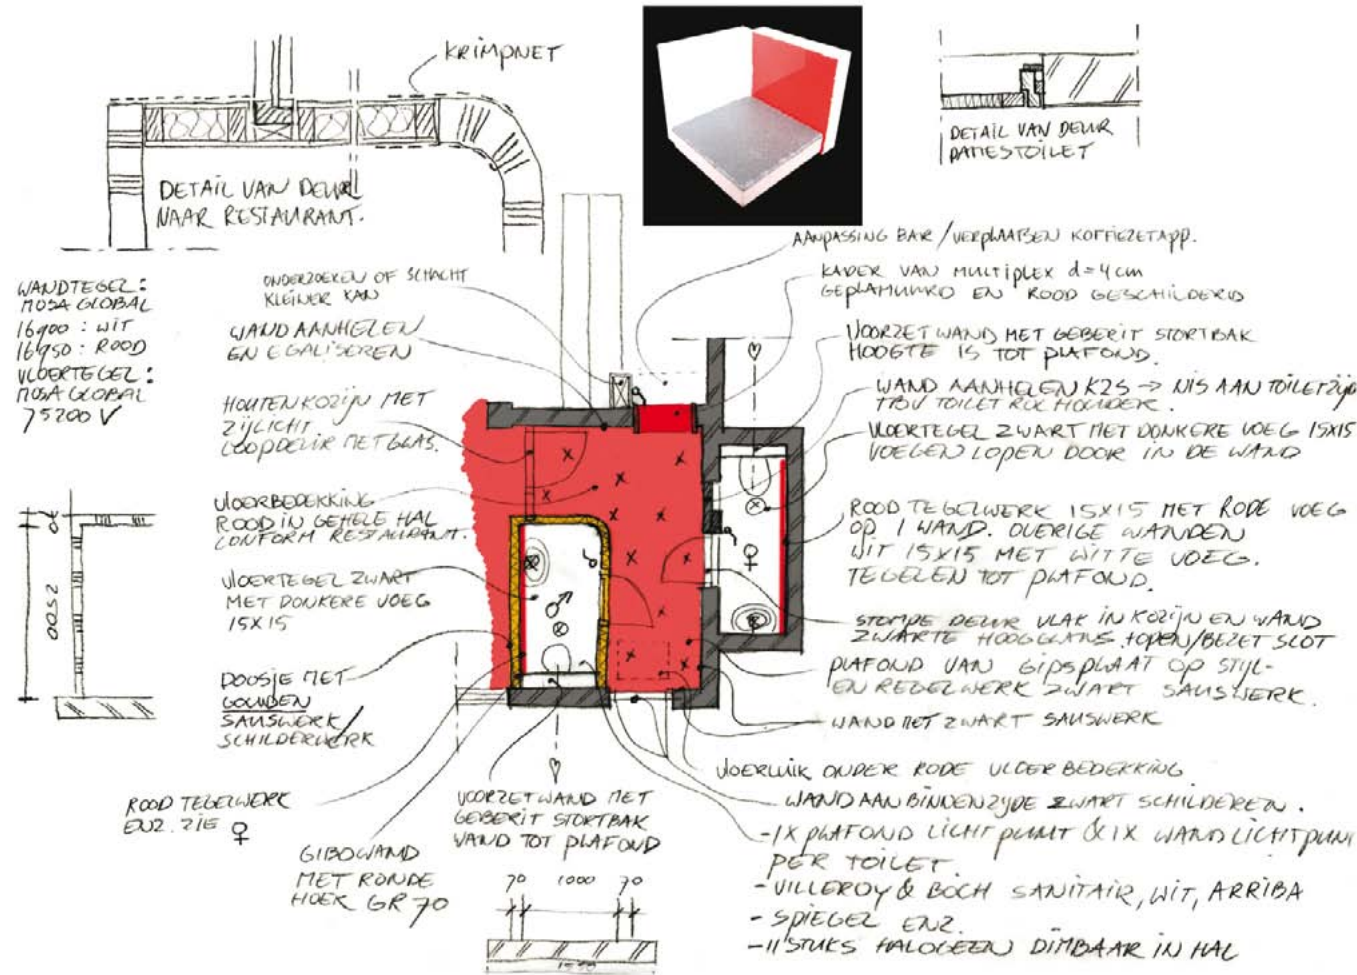 KRIMPNET
DETAIL VAN DEUR
NAAR RESTAURANT.
DETAIL VAN DEUR
DAMESTOILET
WANDTEGEL:
MOSA GLOBAL
16900: WIT
16950: ROOD
VLOERTEGEL:
MOSA GLOBAL
75200 V
ONDERZOEKEN OF SCHACHT
KLEINER KAN
WAND AANHELEN
EN EGALISEREN
HOUTEN KOZIJN MET
ZIJLICHT.
LOOPDEUR MET GLAS.
VLOERBEDEKKING
ROOD IN GEHELE HAL
CONFORM RESTAURANT.
VLOERTEGEL ZWART
MET DONKERE VOEG
15X15
DOOSJE MET
GOUDEN
SAUSWERK/
SCHILDERWERK
ROOD TEGELWERK
ENZ. ZIE ♀
GIBOWAND
MET RONDE
HOEK GR 70
VOORZETWAND MET
GEBERIT STORTBAK
WAND TOT PLAFOND
70 1000 70
70
2500
AANPASSING BAR/VERPLAATSEN KOFFIEZETAPP.
KADER VAN MULTIPLEX d=4cm
GEPLAMUURD EN ROOD GESCHILDERD
VOORZETWAND MET GEBERIT STORTBAK
HOOGTE IS TOT PLAFOND.
WAND AANHELEN KZS → NIS AAN TOILETZIJDE
TBV TOILET ROLHOUDER.
VLOERTEGEL ZWART MET DONKERE VOEG 15X15
VOEGEN LOPEN DOOR IN DE WAND
ROOD TEGELWERK 15X15 MET RODE VOEG
OP 1 WAND. OVERIGE WANDEN
WIT 15X15 MET WITTE VOEG.
TEGELEN TOT PLAFOND.
STOMPE DEUR VLAK IN KOZIJN EN WAND
ZWARTE HOOGGLANS + OPEN/BEZET SLOT
PLAFOND VAN GIPSPLAAT OP STIJL-
EN REGELWERK ZWART SAUSWERK.
WAND MET ZWART SAUSWERK
VLOERLUIK ONDER RODE VLOERBEDEKKING
WAND AAN BINNENZIJDE ZWART SCHILDEREN.
-1X PLAFOND LICHTPUNT & 1X WANDLICHTPUNT
PER TOILET.
- VILLEROY & BOCH SANITAIR, WIT, ARRIBA
- SPIEGEL ENZ.
-11 STUKS HALOGEEN DIMBAAR IN HAL